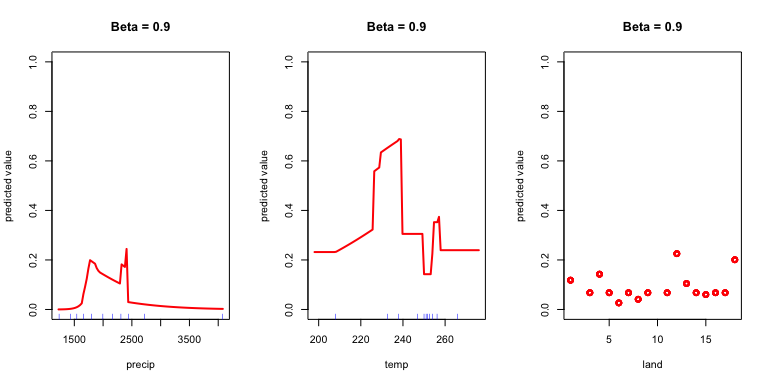 Beta = 0.9
predicted value
0.0 0.2 0.4 0.6 0.8 1.0
1500 2500 3500
precip
Beta = 0.9
predicted value
0.0 0.2 0.4 0.6 0.8 1.0
200 220 240 260
temp
Beta = 0.9
predicted value
0.0 0.2 0.4 0.6 0.8 1.0
5 10 15
land